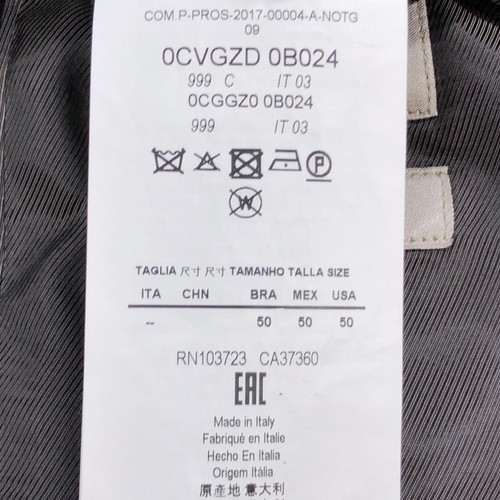 COM.P-PROS-2017-00004-A-NOTG
09
0CVGZD 0B024
999 C IT 03
0CGGZ0 0B024
999 IT 03
P
W
TAGLIA 尺寸 尺寸 TAMANHO TALLA SIZE
ITA CHN BRA MEX USA
-- 50 50 50
RN103723 CA37360
EAC
Made in Italy
Fabriqué en Italie
Hecho En Italia
Origem Itália
原產地 意大利